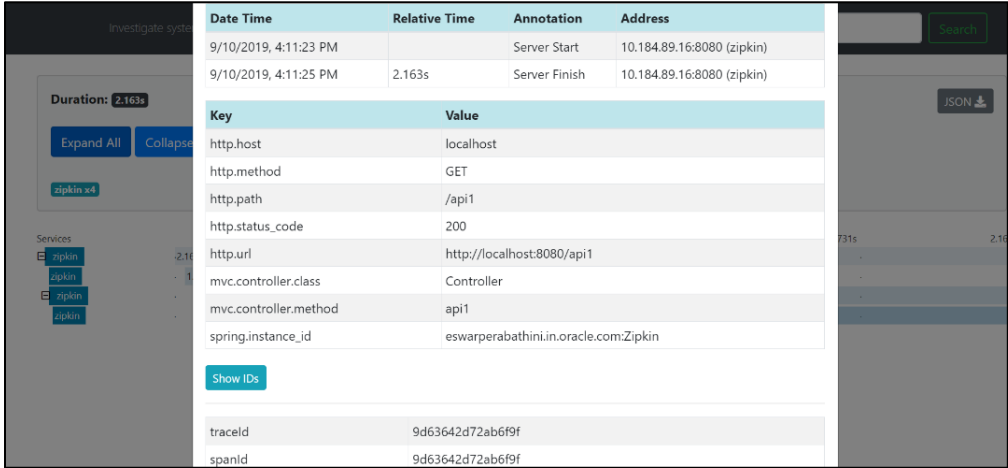 Investigate syste
Search
Date Time Relative Time Annotation Address
9/10/2019, 4:11:23 PM Server Start 10.184.89.16:8080 (zipkin)
9/10/2019, 4:11:25 PM 2.163s Server Finish 10.184.89.16:8080 (zipkin)
Duration: 2.163s
JSON
Expand All Collapse
zipkin x4
Key Value
http.host localhost
http.method GET
http.path /api1
http.status_code 200
http.url http://localhost:8080/api1
mvc.controller.class Controller
mvc.controller.method api1
spring.instance_id eswarperabathini.in.oracle.com:Zipkin
Services 731s 2.16
zipkin -2.16
zipkin
zipkin
zipkin
Show IDs
traceId 9d63642d72ab6f9f
spanId 9d63642d72ab6f9f